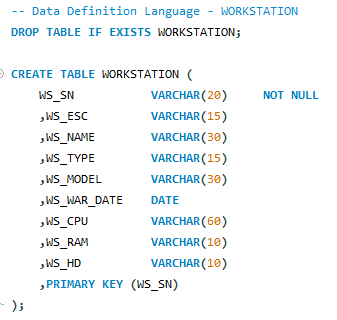 -- Data Definition Language - WORKSTATION
DROP TABLE IF EXISTS WORKSTATION;
CREATE TABLE WORKSTATION (
WS_SN VARCHAR(20) NOT NULL
,WS_ESC VARCHAR(15)
,WS_NAME VARCHAR(30)
,WS_TYPE VARCHAR(15)
,WS_MODEL VARCHAR(30)
,WS_WAR_DATE DATE
,WS_CPU VARCHAR(60)
,WS_RAM VARCHAR(10)
,WS_HD VARCHAR(10)
,PRIMARY KEY (WS_SN)
);